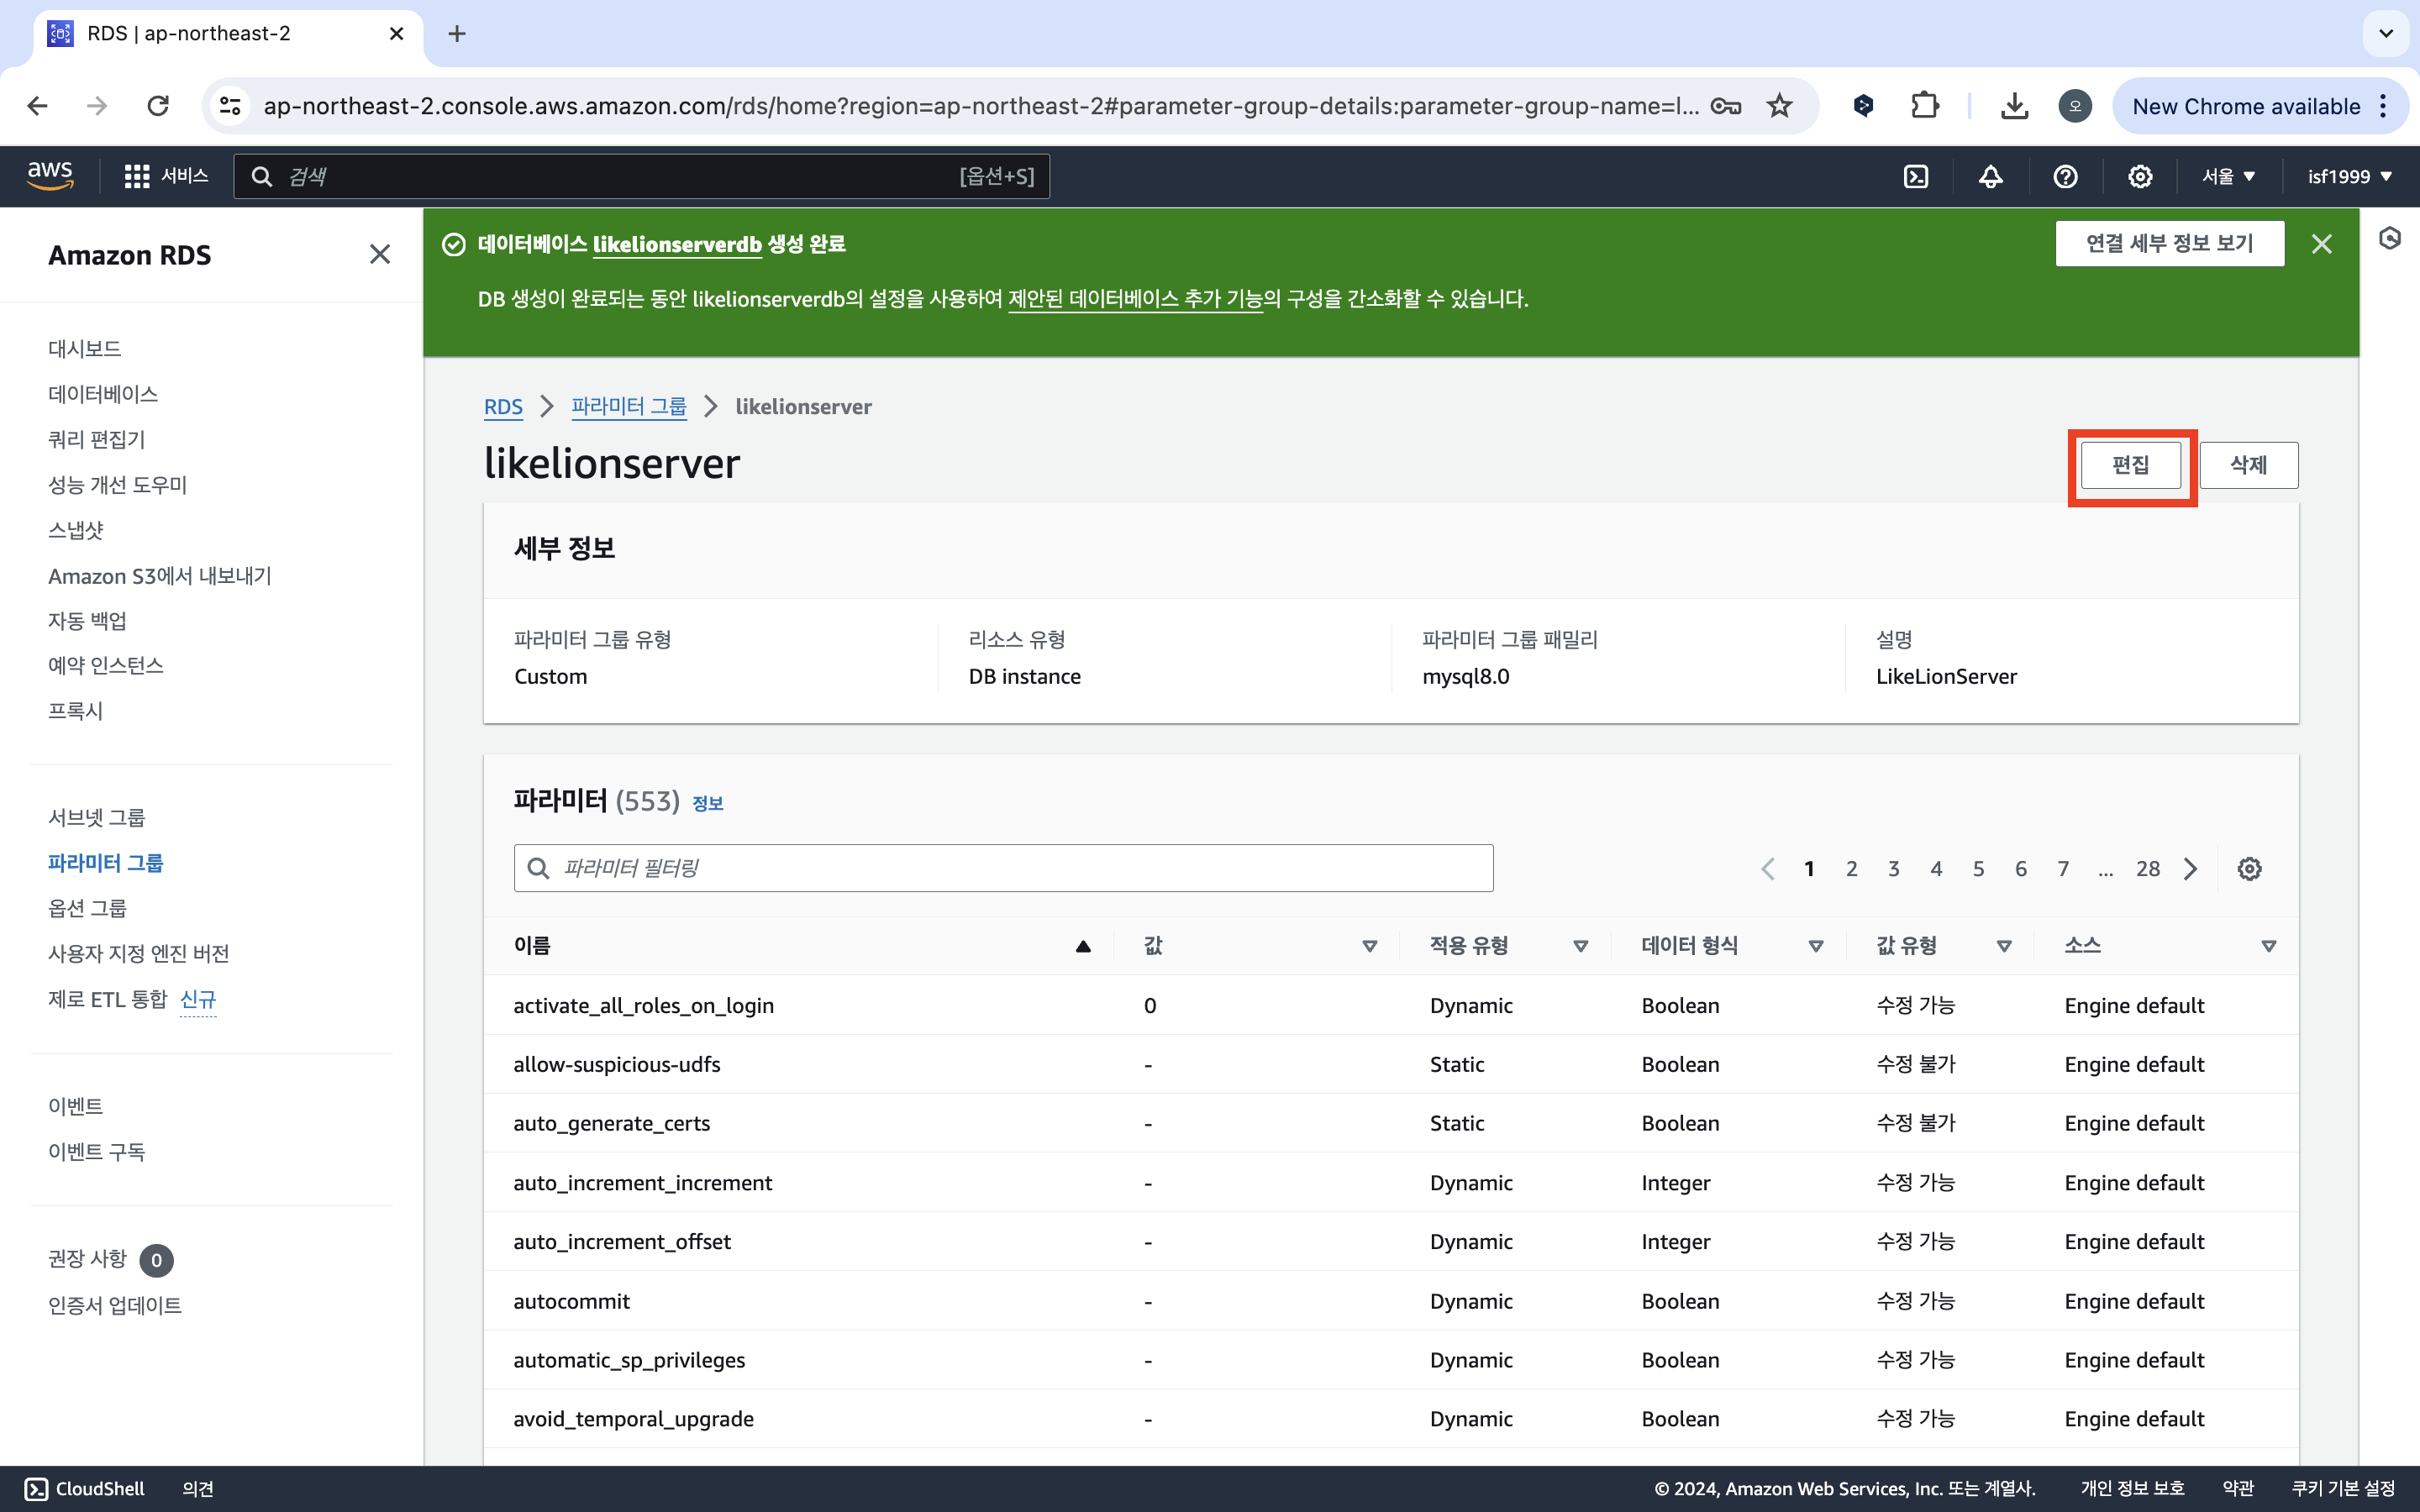 RDS | ap-northeast-2
ap-northeast-2.console.aws.amazon.com/rds/home?region=ap-northeast-2#parameter-group-details:parameter-group-name=l...
오
New Chrome available
aws
서비스
검색
[옵션+S]
서울
isf1999
Amazon RDS
대시보드
데이터베이스
쿼리 편집기
성능 개선 도우미
스냅샷
Amazon S3에서 내보내기
자동 백업
예약 인스턴스
프록시
서브넷 그룹
파라미터 그룹
옵션 그룹
사용자 지정 엔진 버전
제로 ETL 통합 신규
이벤트
이벤트 구독
권장 사항 0
인증서 업데이트
데이터베이스 likelionserverdb 생성 완료
연결 세부 정보 보기
DB 생성이 완료되는 동안 likelionserverdb의 설정을 사용하여 제안된 데이터베이스 추가 기능의 구성을 간소화할 수 있습니다.
RDS 파라미터 그룹 likelionserver
likelionserver
편집 삭제
세부 정보
파라미터 그룹 유형 리소스 유형 파라미터 그룹 패밀리 설명
Custom DB instance mysql8.0 LikeLionServer
파라미터 (553) 정보
파라미터 필터링
1 2 3 4 5 6 7 ... 28
이름 값 적용 유형 데이터 형식 값 유형 소스
activate_all_roles_on_login 0 Dynamic Boolean 수정 가능 Engine default
allow-suspicious-udfs - Static Boolean 수정 불가 Engine default
auto_generate_certs - Static Boolean 수정 불가 Engine default
auto_increment_increment - Dynamic Integer 수정 가능 Engine default
auto_increment_offset - Dynamic Integer 수정 가능 Engine default
autocommit - Dynamic Boolean 수정 가능 Engine default
automatic_sp_privileges - Dynamic Boolean 수정 가능 Engine default
avoid_temporal_upgrade - Dynamic Boolean 수정 가능 Engine default
CloudShell 의견 © 2024, Amazon Web Services, Inc. 또는 계열사. 개인 정보 보호 약관 쿠키 기본 설정